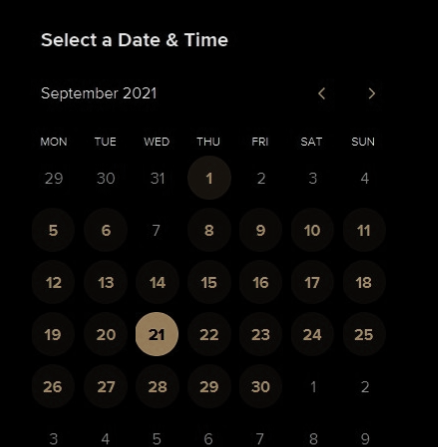 Select a Date & Time
September 2021
MON TUE WED THU FRI SAT SUN
29 30 31 1 2 3 4
5 6 7 8 9 10 11
12 13 14 15 16 17 18
19 20 21 22 23 24 25
26 27 28 29 30 1 2
3 4 5 6 7 8 9